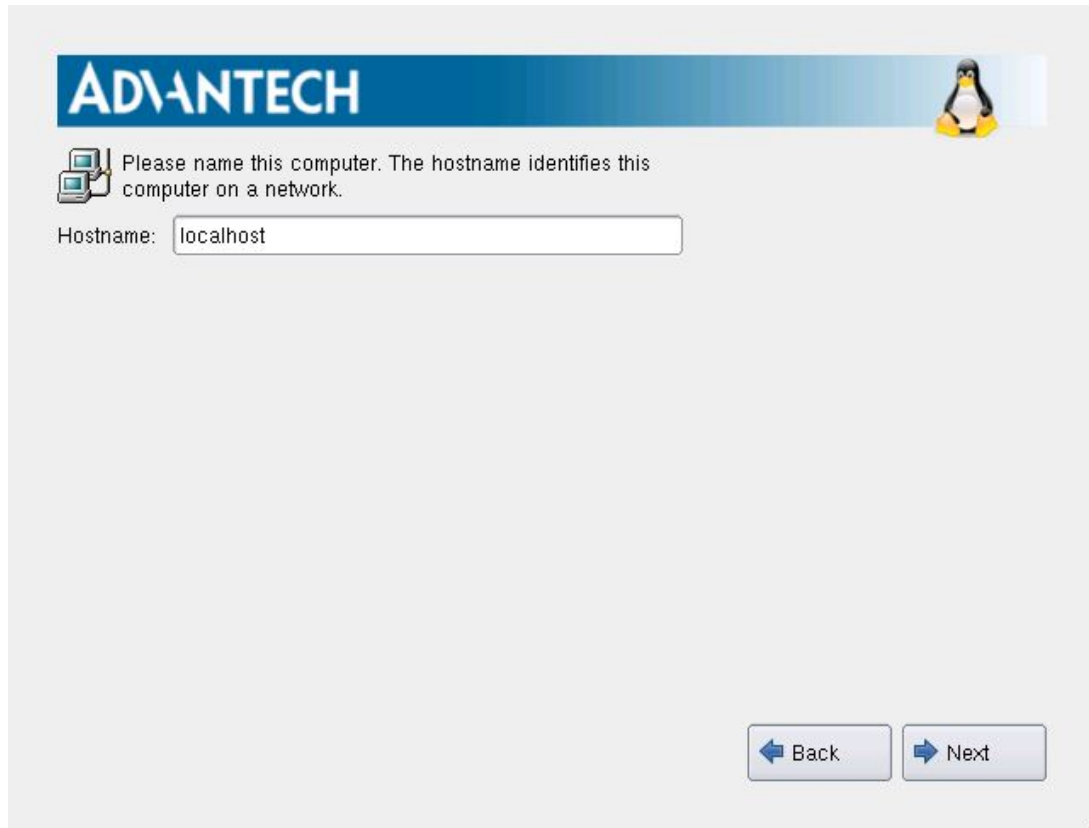 ADVANTECH
Please name this computer. The hostname identifies this
computer on a network.
Hostname: localhost
Back Next